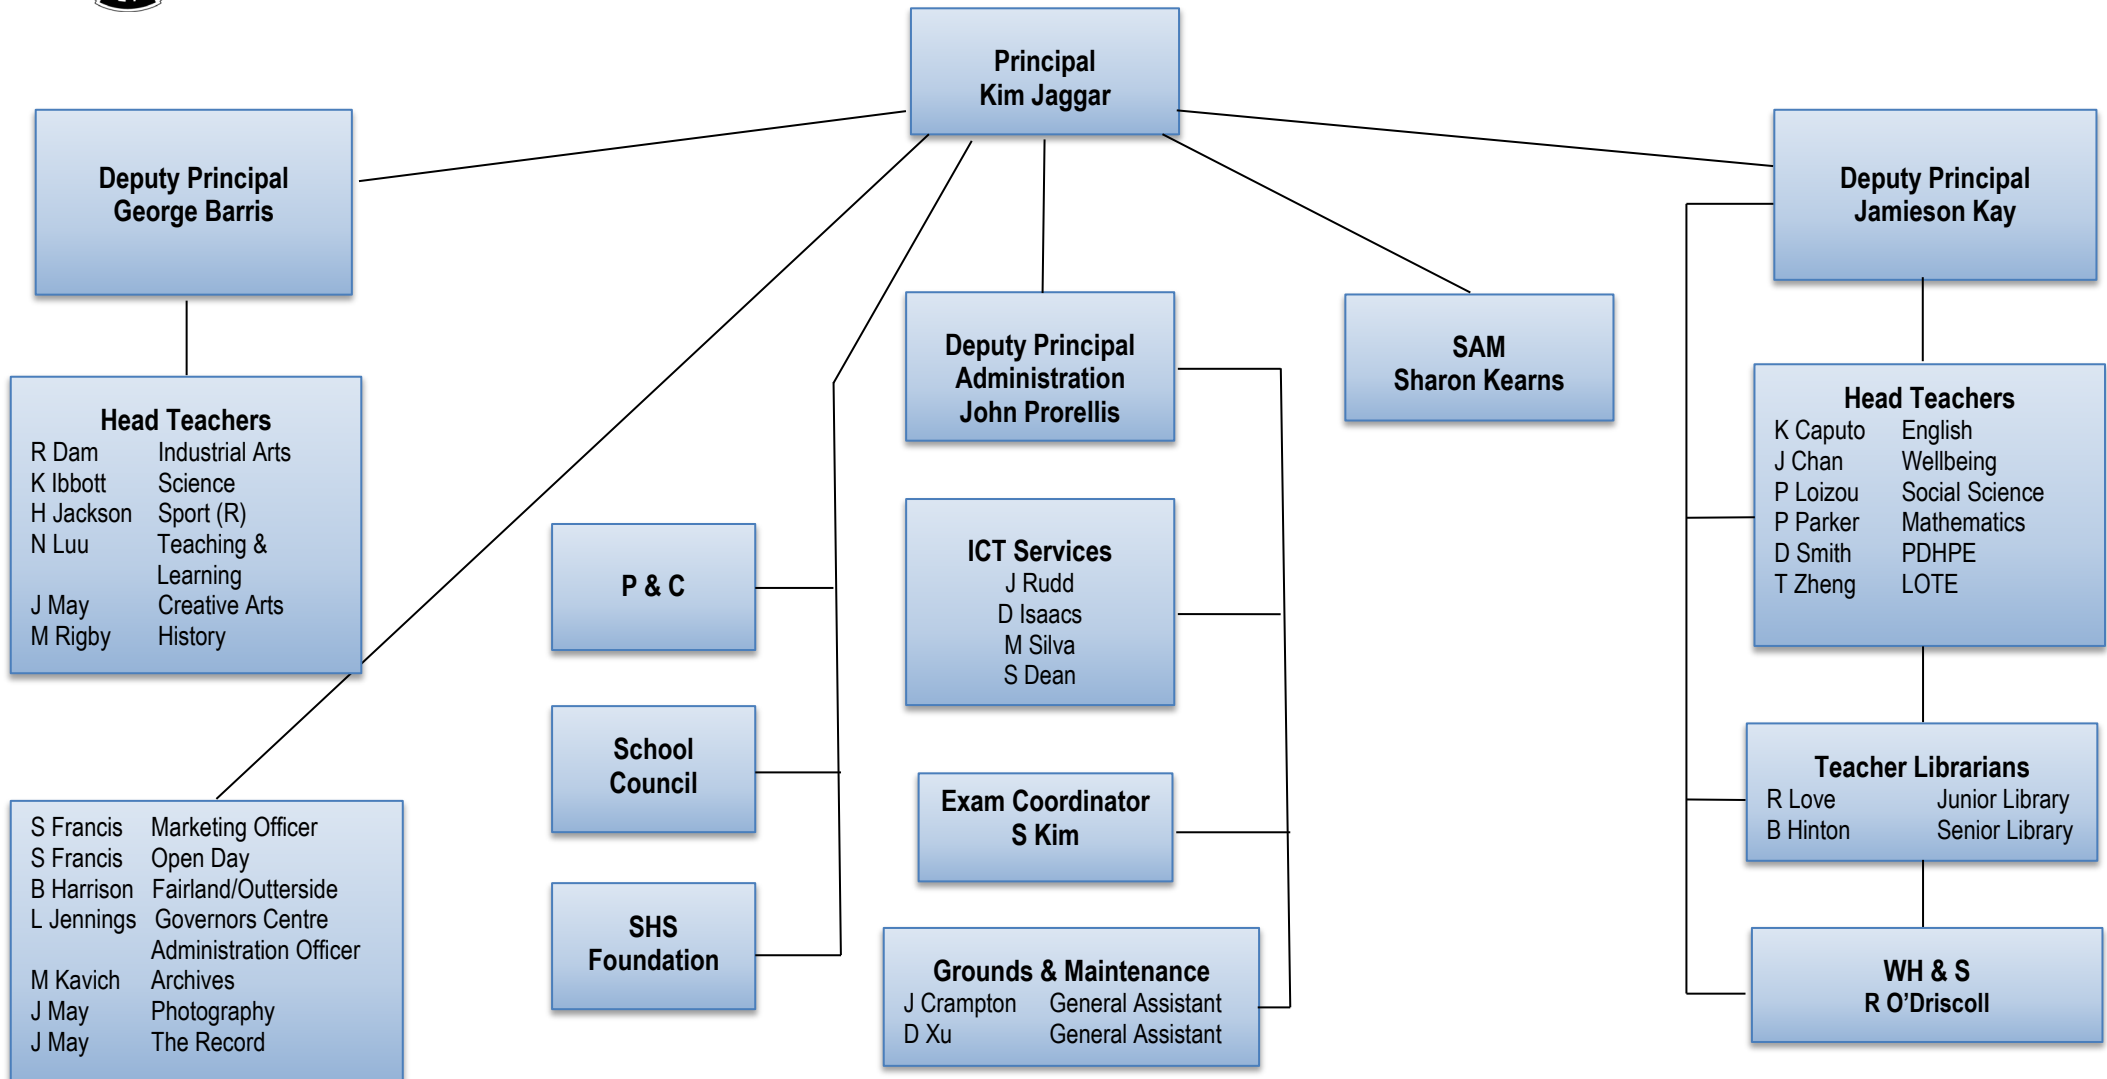 Principal
Kim Jaggar
Deputy Principal
George Barris
Deputy Principal
Jamieson Kay
Deputy Principal
Administration
John Prorellis
SAM
Sharon Kearns
Head Teachers
R Dam Industrial Arts
K Ibbott Science
H Jackson Sport (R)
N Luu Teaching &
Learning
J May Creative Arts
M Rigby History
Head Teachers
K Caputo English
J Chan Wellbeing
P Loizou Social Science
P Parker Mathematics
D Smith PDHPE
T Zheng LOTE
P & C
School
Council
SHS
Foundation
ICT Services
J Rudd
D Isaacs
M Silva
S Dean
Exam Coordinator
S Kim
Grounds & Maintenance
J Crampton General Assistant
D Xu General Assistant
Teacher Librarians
R Love Junior Library
B Hinton Senior Library
WH & S
R O’Driscoll
S Francis Marketing Officer
S Francis Open Day
B Harrison Fairland/Outterside
L Jennings Governors Centre
Administration Officer
M Kavich Archives
J May Photography
J May The Record